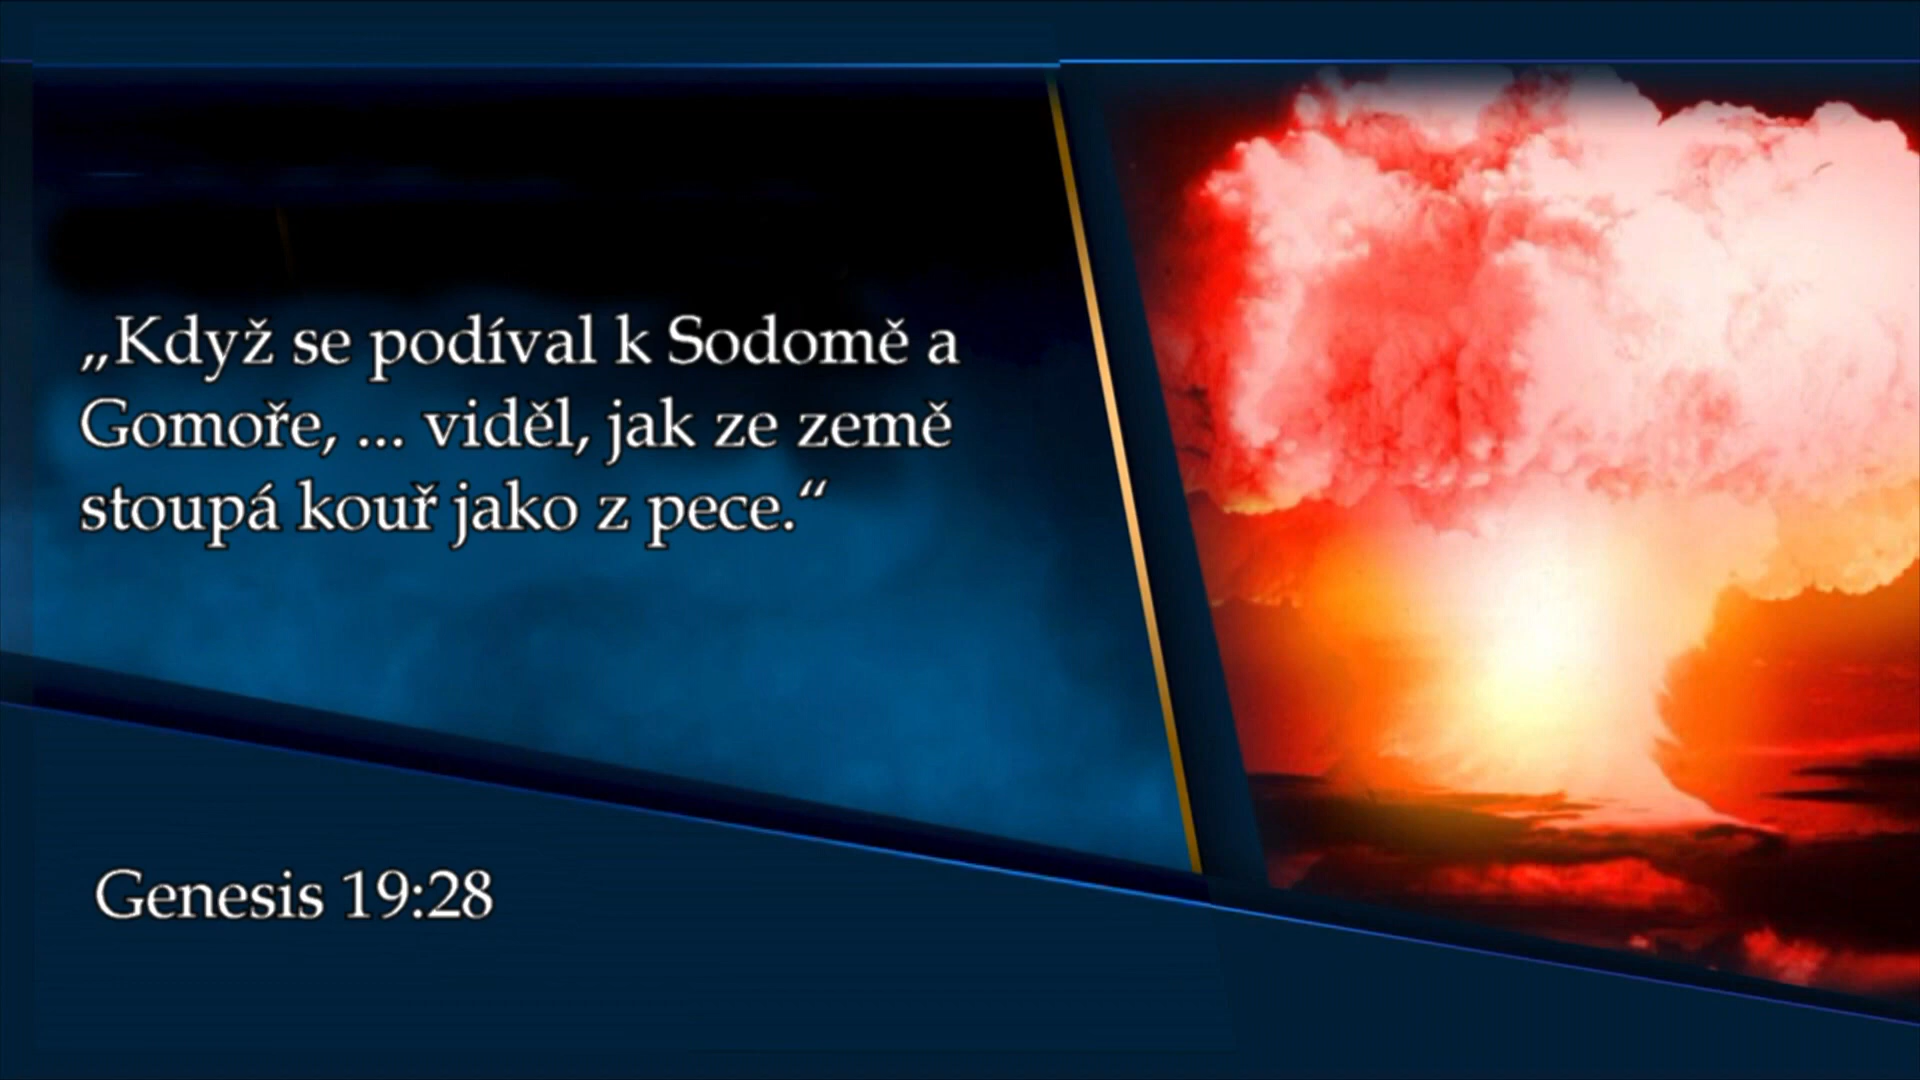 „Když se podíval k Sodomě a
Gomoře, ... viděl, jak ze země
stoupá kouř jako z pece.“
Genesis 19:28